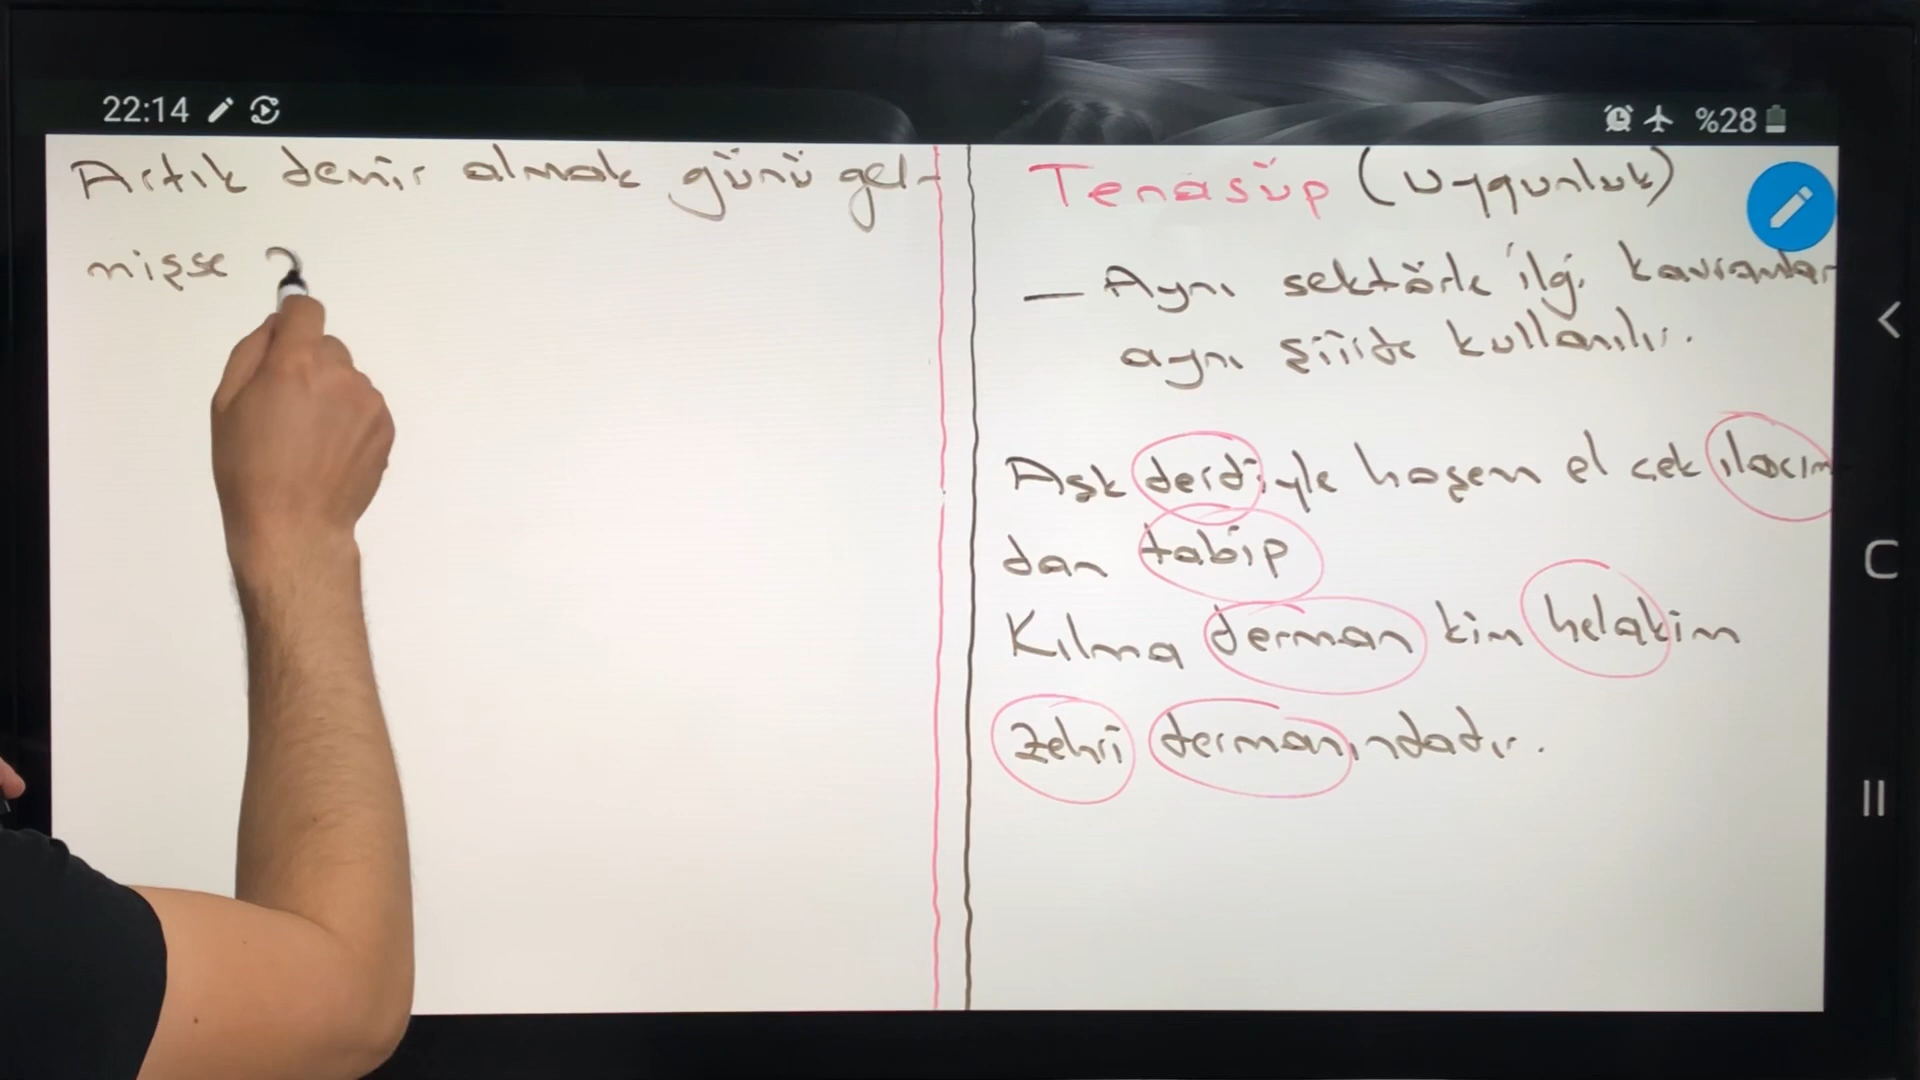 22:14
%28
Artık demir almak günü gel-
mişse
Tenasüp (Uygunluk)
— Aynı sektörle ilgi kavramlar
aynı şiirde kullanılır.
Aşk derdiyle hoşem el çek ilacım
dan tabip
Kılma derman kim helakim
zehri dermanındadır.